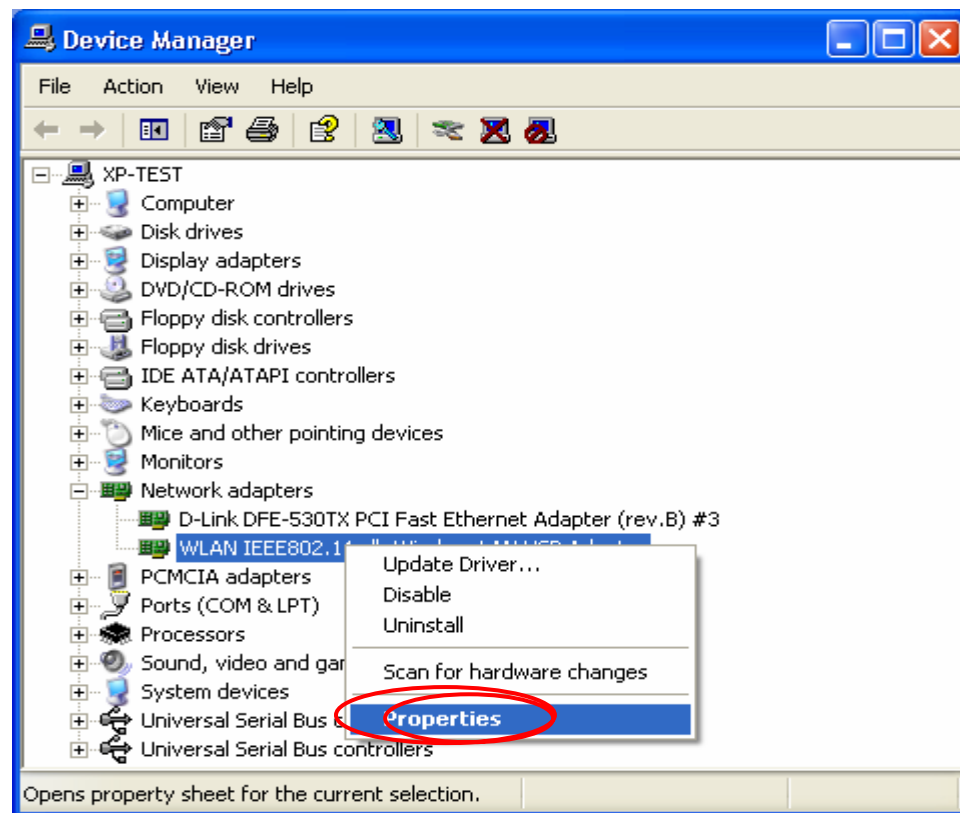 Device Manager
File Action View Help
XP-TEST
Computer
Disk drives
Display adapters
DVD/CD-ROM drives
Floppy disk controllers
Floppy disk drives
IDE ATA/ATAPI controllers
Keyboards
Mice and other pointing devices
Monitors
Network adapters
D-Link DFE-530TX PCI Fast Ethernet Adapter (rev.B) #3
WLAN IEEE802.1
Update Driver...
PCMCIA adapters
Disable
Ports (COM & LPT)
Uninstall
Processors
Sound, video and gar
Scan for hardware changes
System devices
Universal Serial Bus
Properties
Universal Serial Bus controllers
Opens property sheet for the current selection.